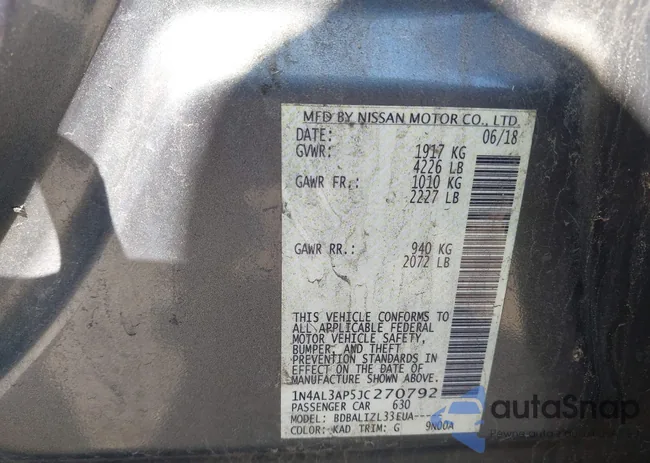 MFD BY NISSAN MOTOR CO., LTD.
DATE: 06/18
GVWR: 1917 KG
4226 LB
GAWR FR.: 1010 KG
2227 LB
GAWR RR.: 940 KG
2072 LB
THIS VEHICLE CONFORMS TO
ALL APPLICABLE FEDERAL
MOTOR VEHICLE SAFETY,
BUMPER, AND THEFT
PREVENTION STANDARDS IN
EFFECT ON THE DATE OF
MANUFACTURE SHOWN ABOVE.
1N4AL3AP5JC270792
PASSENGER CAR 630
MODEL: BDBALIZL33EUA-----
COLOR: KAD TRIM: G 9N00A
autoSnap